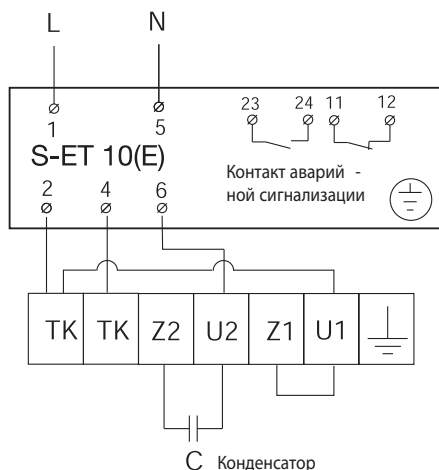 L N
23 24 11 12
1 5
S-ET 10(E)
Контакт аварий -
ной сигнализации
2 4 6
TK TK Z2 U2 Z1 U1
C Конденсатор